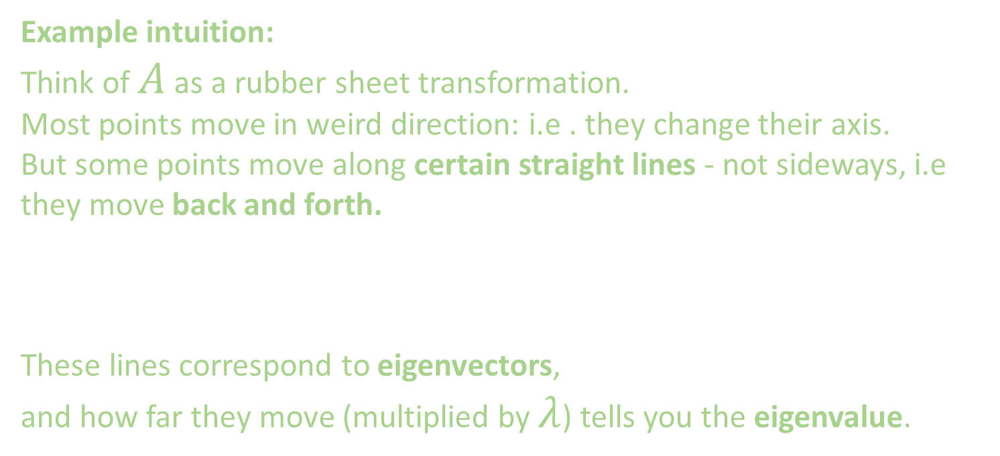 Example intuition:
Think of A as a rubber sheet transformation.
Most points move in weird direction: i.e . they change their axis.
But some points move along certain straight lines - not sideways, i.e
they move back and forth.
These lines correspond to eigenvectors,
and how far they move (multiplied by λ) tells you the eigenvalue.